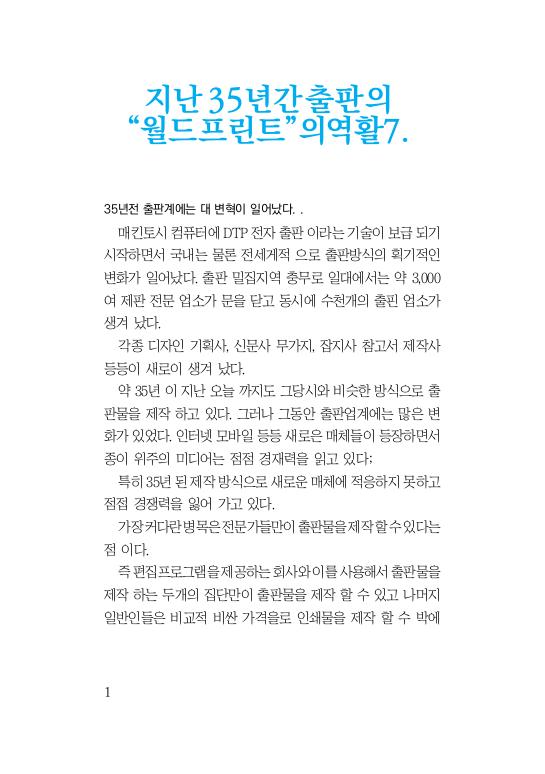 지난 35년간 출판의
“월드프린트”의역활7.
35년전 출판계에는 대 변혁이 일어났다. .
매킨토시 컴퓨터에 DTP 전자 출판 이라는 기술이 보급 되기
시작하면서 국내는 물론 전세게적 으로 출판방식의 획기적인
변화가 일어났다. 출판 밀집지역 충무로 일대에서는 약 3,000
여 제판 전문 업소가 문을 닫고 동시에 수천개의 출핀 업소가
생겨 났다.
각종 디자인 기획사, 신문사 무가지, 잡지사 참고서 제작사
등등이 새로이 생겨 났다.
약 35년 이 지난 오늘 까지도 그당시와 비슷한 방식으로 출
판물을 제작 하고 있다. 그러나 그동안 출판업계에는 많은 변
화가 있었다. 인터넷 모바일 등등 새로은 매체들이 등장하면서
종이 위주의 미디어는 점점 경재력을 읽고 있다;
특히 35년 된 제작 방식으로 새로운 매체에 적응하지 못하고
점접 경쟁력을 잃어 가고 있다.
가장 커다란 병목은 전문가들만이 출판물을 제작 할 수 있다는
점 이다.
즉 편집 프로그램을 제공하는 회사와 이를 사용해서 출판물을
제작 하는 두개의 집단만이 출판물을 제작 할 수 있고 나머지
일반인들은 비교적 비싼 가격을로 인쇄물을 제작 할 수 박에
1